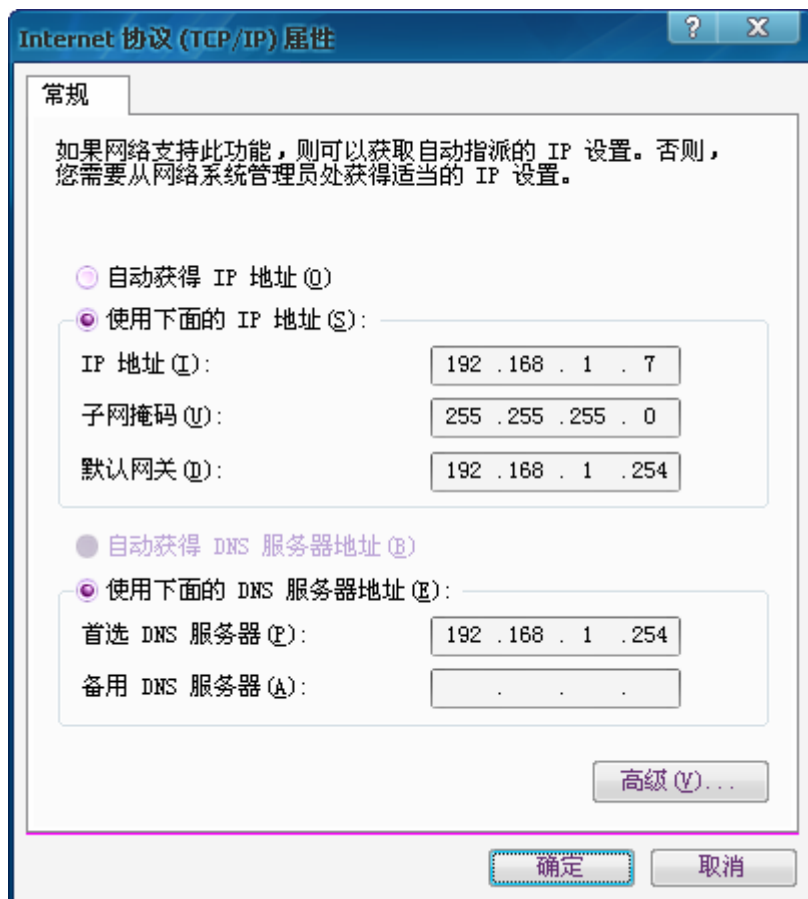 Internet 协议 (TCP/IP) 属性
常规
如果网络支持此功能，则可以获取自动指派的 IP 设置。否则，
您需要从网络系统管理员处获得适当的 IP 设置。
自动获得 IP 地址(O)
使用下面的 IP 地址(S):
IP 地址(I): 192 .168 . 1 . 7
子网掩码(U): 255 .255 .255 . 0
默认网关(D): 192 .168 . 1 .254
自动获得 DNS 服务器地址(B)
使用下面的 DNS 服务器地址(E):
首选 DNS 服务器(P): 192 .168 . 1 .254
备用 DNS 服务器(A): . . .
高级(V)...
确定 取消